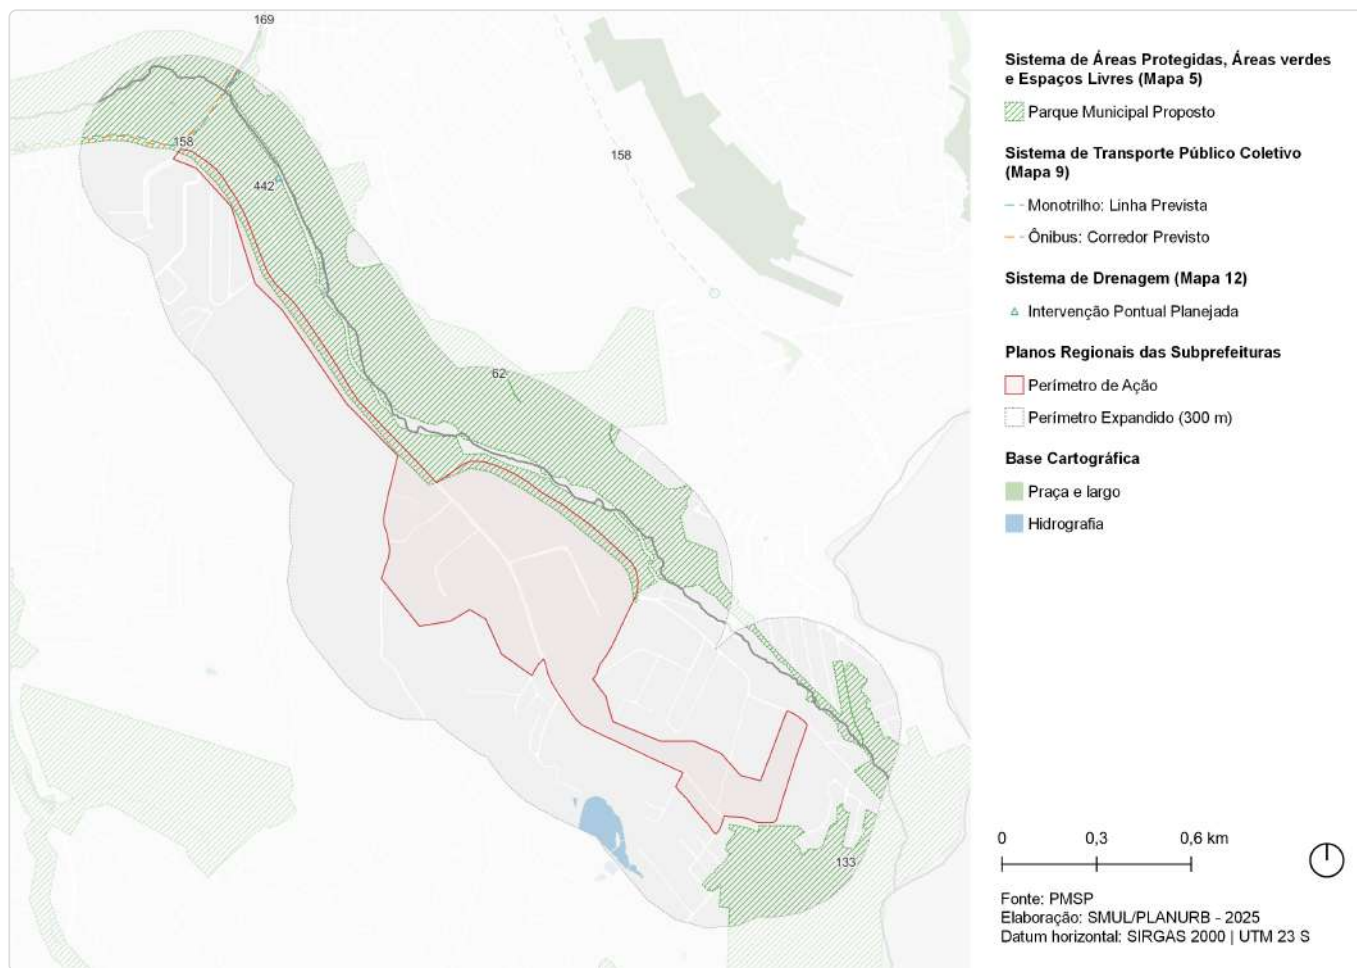 169
158
442
158
62
133
Sistema de Áreas Protegidas, Áreas verdes
e Espaços Livres (Mapa 5)
Parque Municipal Proposto
Sistema de Transporte Público Coletivo
(Mapa 9)
Monotrilho: Linha Prevista
Ônibus: Corredor Previsto
Sistema de Drenagem (Mapa 12)
Intervenção Pontual Planejada
Planos Regionais das Subprefeituras
Perímetro de Ação
Perímetro Expandido (300 m)
Base Cartográfica
Praça e largo
Hidrografia
0 0,3 0,6 km
Fonte: PMSP
Elaboração: SMUL/PLANURB - 2025
Datum horizontal: SIRGAS 2000 | UTM 23 S